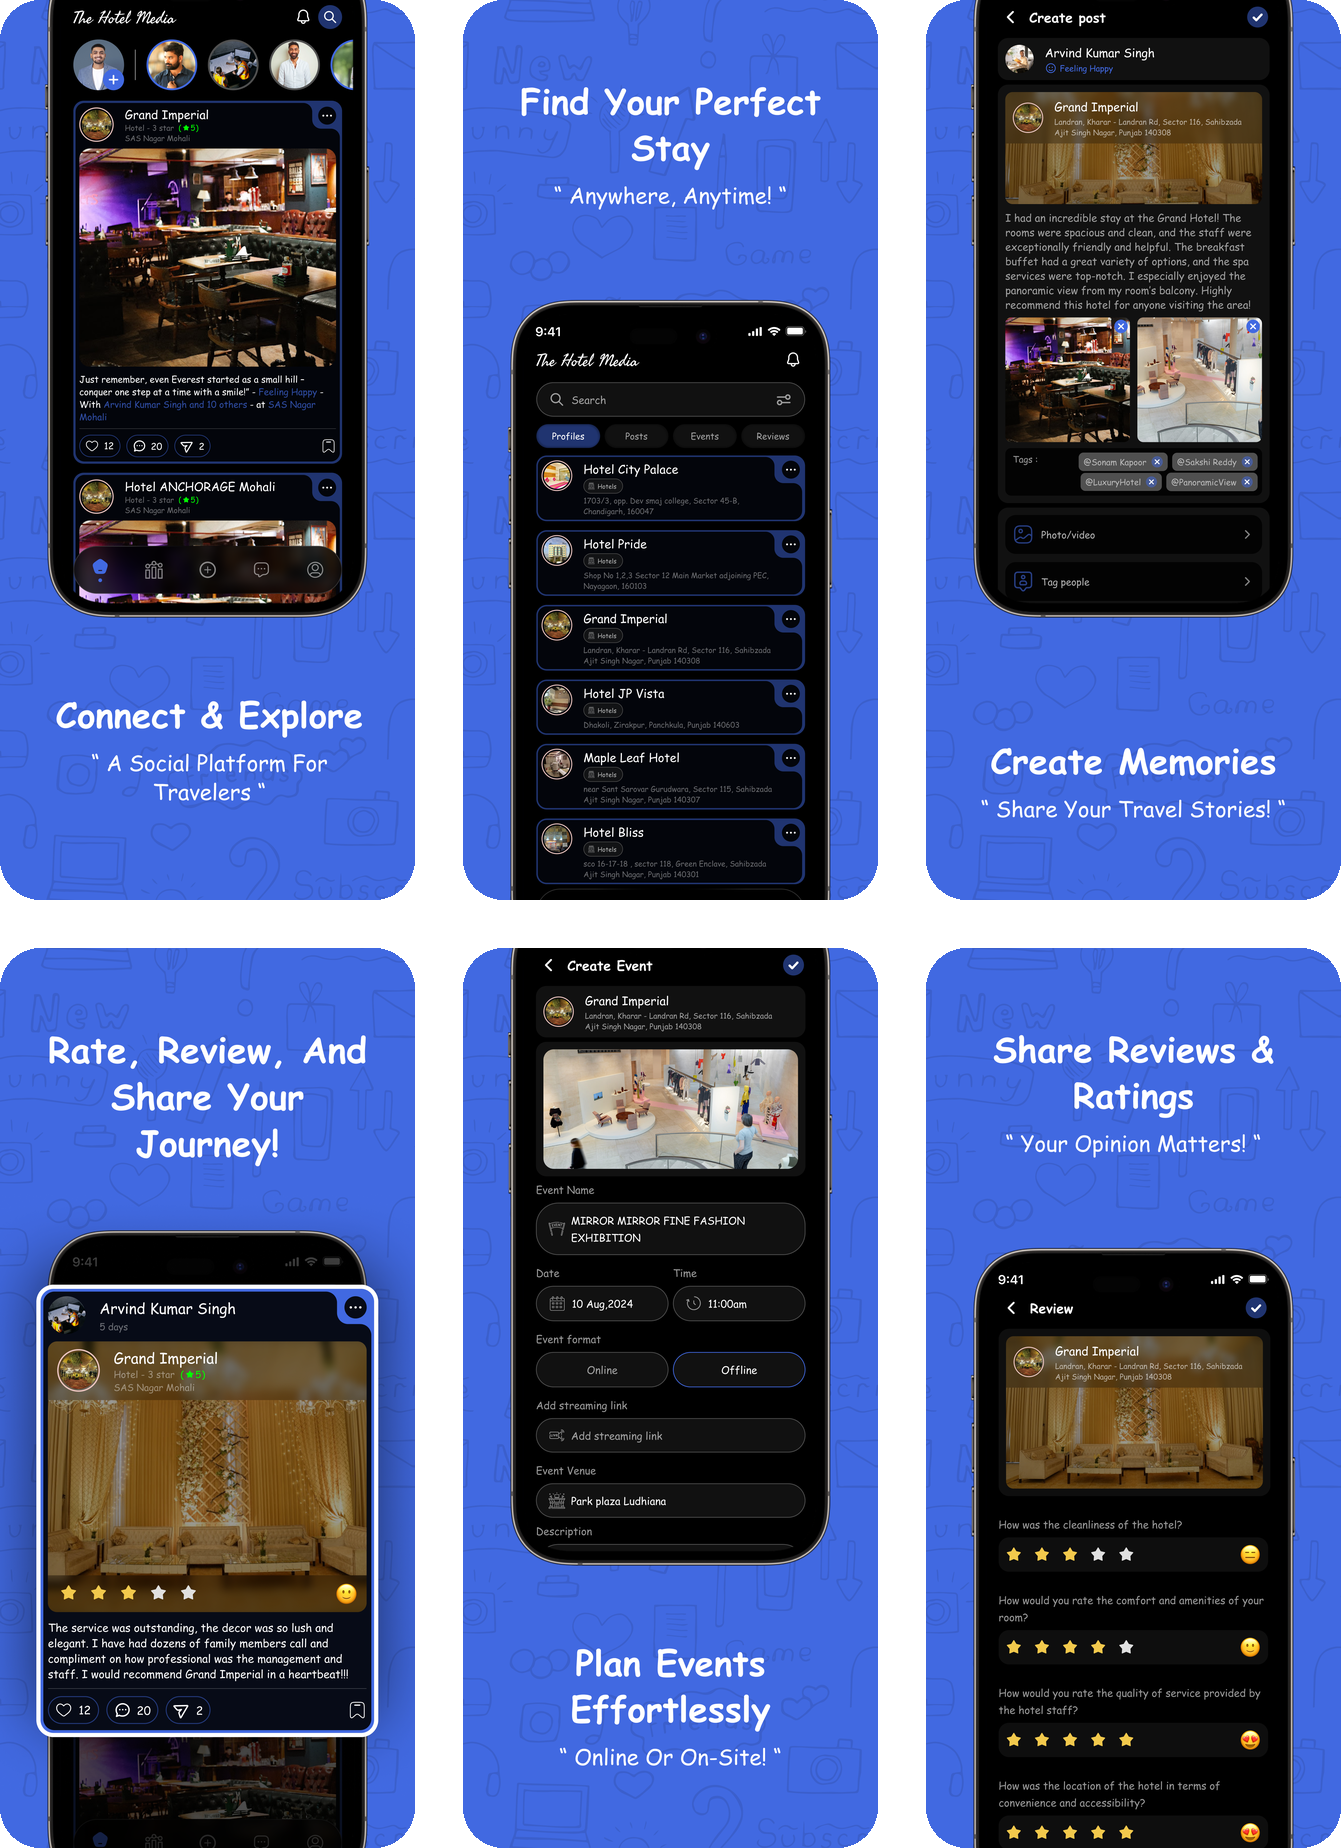 The Hotel Media
Grand Imperial
Hotel - 3 star (★5)
SAS Nagar Mohali
Just remember, even Everest started as a small hill -
conquer one step at a time with a smile!" - Feeling Happy -
With Arvind Kumar Singh and 10 others - at SAS Nagar
Mohali
12 20 2
Hotel ANCHORAGE Mohali
Hotel - 3 star (★5)
SAS Nagar Mohali
Connect & Explore
“ A Social Platform For
Travelers “
New
Find Your Perfect
Stay
“ Anywhere, Anytime! “
Game
9:41
The Hotel Media
Search
Profiles Posts Events Reviews
Hotel City Palace
Hotels
1703/3, opp. Dev smaj college, Sector 45-B,
Chandigarh, 160047
Hotel Pride
Hotels
Shop No 1,2,3 Sector 12 Main Market adjoining PEC,
Nayagaon, 160103
Grand Imperial
Hotels
Landran, Kharar - Landran Rd, Sector 116, Sahibzada
Ajit Singh Nagar, Punjab 140308
Hotel JP Vista
Hotels
Dhakoli, Zirakpur, Panchkula, Punjab 140603
Maple Leaf Hotel
Hotels
near Sant Sarovar Gurudwara, Sector 115, Sahibzada
Ajit Singh Nagar, Punjab 140307
Hotel Bliss
Hotels
sco 16-17-18 , sector 118, Green Enclave, Sahibzada
Ajit Singh Nagar, Punjab 140301
Create post
Arvind Kumar Singh
Feeling Happy
Grand Imperial
Landran, Kharar - Landran Rd, Sector 116, Sahibzada
Ajit Singh Nagar, Punjab 140308
I had an incredible stay at the Grand Hotel! The
rooms were spacious and clean, and the staff were
exceptionally friendly and helpful. The breakfast
buffet had a great variety of options, and the spa
services were top-notch. I especially enjoyed the
panoramic view from my room's balcony. Highly
recommend this hotel for anyone visiting the area!
Tags :
@Sonam Kapoor @Sakshi Reddy
@LuxuryHotel @PanoramicView
Photo/video
Tag people
Game
Create Memories
“ Share Your Travel Stories! “
New
Rate, Review, And
Share Your
Journey!
Game
9:41
Arvind Kumar Singh
5 days
Grand Imperial
Hotel - 3 star (★5)
SAS Nagar Mohali
The service was outstanding, the decor was so lush and
elegant. I have had dozens of family members call and
compliment on how professional was the management and
staff. I would recommend Grand Imperial in a heartbeat!!!
12 20 2
Create Event
Grand Imperial
Landran, Kharar - Landran Rd, Sector 116, Sahibzada
Ajit Singh Nagar, Punjab 140308
Event Name
MIRROR MIRROR FINE FASHION
EXHIBITION
Date Time
10 Aug,2024 11:00am
Event format
Online Offline
Add streaming link
Add streaming link
Event Venue
Park plaza Ludhiana
Description
Plan Events
Effortlessly
“ Online Or On-Site! “
New
Share Reviews &
Ratings
“ Your Opinion Matters! “
Game
9:41
Review
Grand Imperial
Landran, Kharar - Landran Rd, Sector 116, Sahibzada
Ajit Singh Nagar, Punjab 140308
How was the cleanliness of the hotel?
How would you rate the comfort and amenities of your
room?
How would you rate the quality of service provided by
the hotel staff?
How was the location of the hotel in terms of
convenience and accessibility?